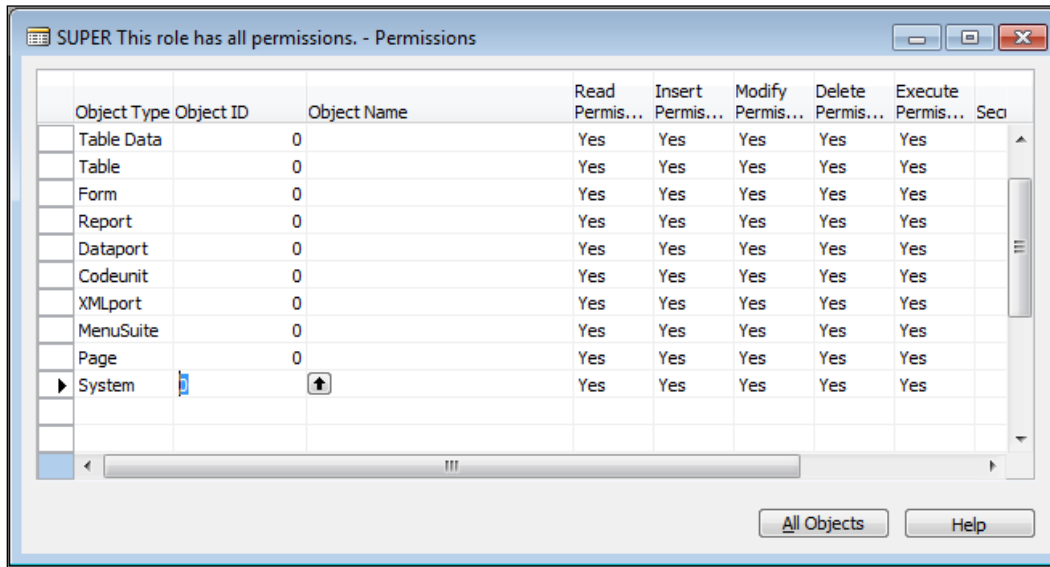 SUPER This role has all permissions. - Permissions
Object Type Object ID Object Name Read Permis... Insert Permis... Modify Permis... Delete Permis... Execute Permis... Secu
Table Data 0 Yes Yes Yes Yes Yes
Table 0 Yes Yes Yes Yes Yes
Form 0 Yes Yes Yes Yes Yes
Report 0 Yes Yes Yes Yes Yes
Dataport 0 Yes Yes Yes Yes Yes
Codeunit 0 Yes Yes Yes Yes Yes
XMLport 0 Yes Yes Yes Yes Yes
MenuSuite 0 Yes Yes Yes Yes Yes
Page 0 Yes Yes Yes Yes Yes
System 0 Yes Yes Yes Yes Yes
All Objects Help